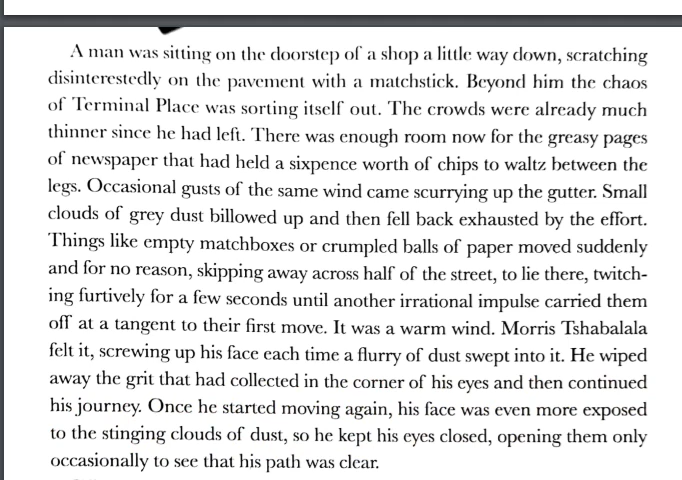 A man was sitting on the doorstep of a shop a little way down, scratching
disinterestedly on the pavement with a matchstick. Beyond him the chaos
of Terminal Place was sorting itself out. The crowds were already much
thinner since he had left. There was enough room now for the greasy pages
of newspaper that had held a sixpence worth of chips to waltz between the
legs. Occasional gusts of the same wind came scurrying up the gutter. Small
clouds of grey dust billowed up and then fell back exhausted by the effort.
Things like empty matchboxes or crumpled balls of paper moved suddenly
and for no reason, skipping away across half of the street, to lie there, twitch-
ing furtively for a few seconds until another irrational impulse carried them
off at a tangent to their first move. It was a warm wind. Morris Tshabalala
felt it, screwing up his face each time a flurry of dust swept into it. He wiped
away the grit that had collected in the corner of his eyes and then continued
his journey. Once he started moving again, his face was even more exposed
to the stinging clouds of dust, so he kept his eyes closed, opening them only
occasionally to see that his path was clear.